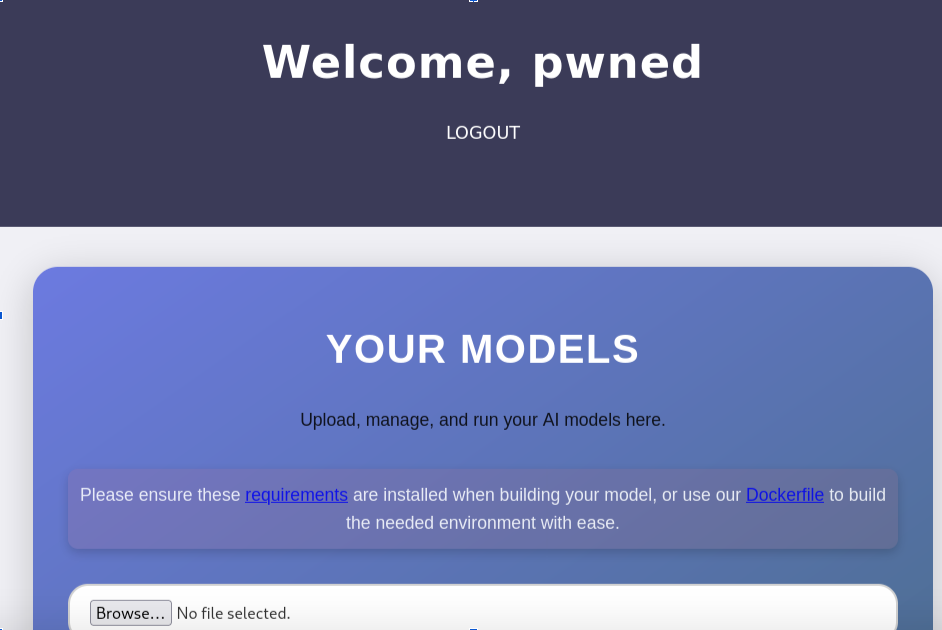 Welcome, pwned
LOGOUT
YOUR MODELS
Upload, manage, and run your AI models here.
Please ensure these requirements are installed when building your model, or use our Dockerfile to build
the needed environment with ease.
Browse... No file selected.